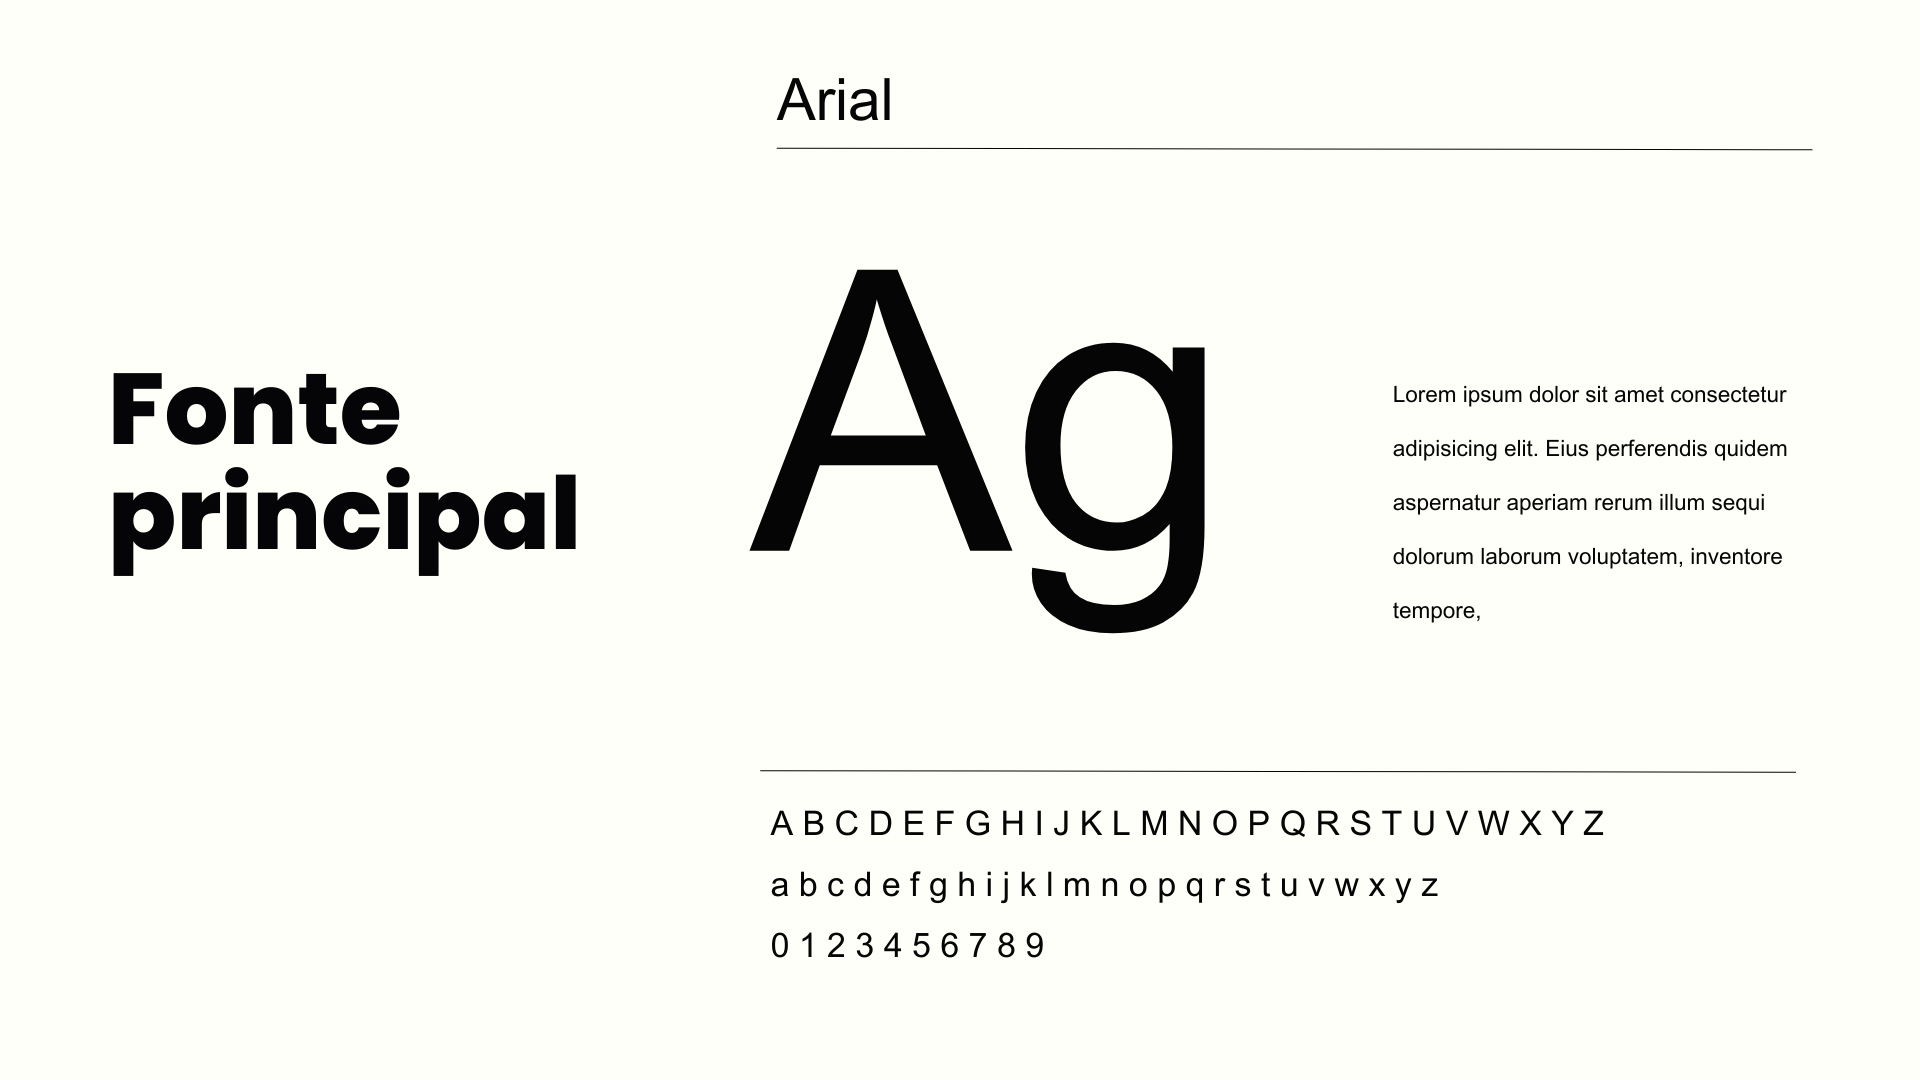 Arial
Fonte
principal
Ag
Lorem ipsum dolor sit amet consectetur
adipisicing elit. Eius perferendis quidem
aspernatur aperiam rerum illum sequi
dolorum laborum voluptatem, inventore
tempore,
A B C D E F G H I J K L M N O P Q R S T U V W X Y Z
a b c d e f g h i j k l m n o p q r s t u v w x y z
0 1 2 3 4 5 6 7 8 9